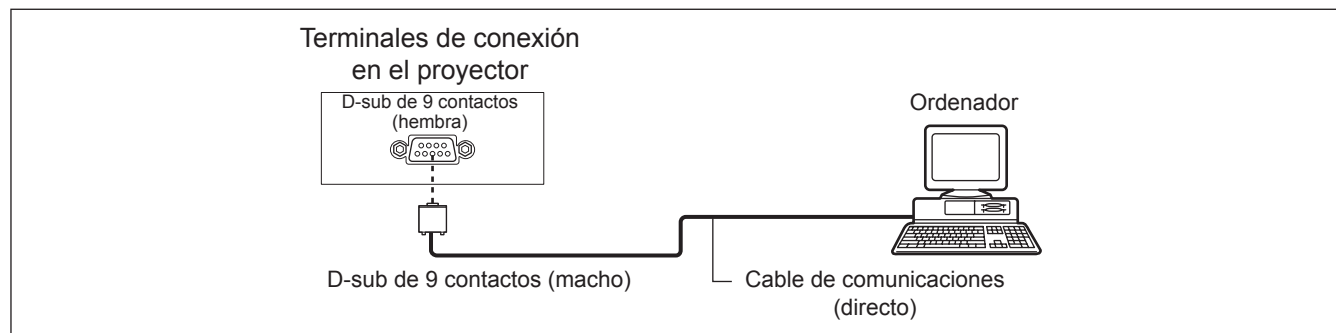 Terminales de conexión
en el proyector
D-sub de 9 contactos
(hembra)
Ordenador
D-sub de 9 contactos (macho)
Cable de comunicaciones
(directo)